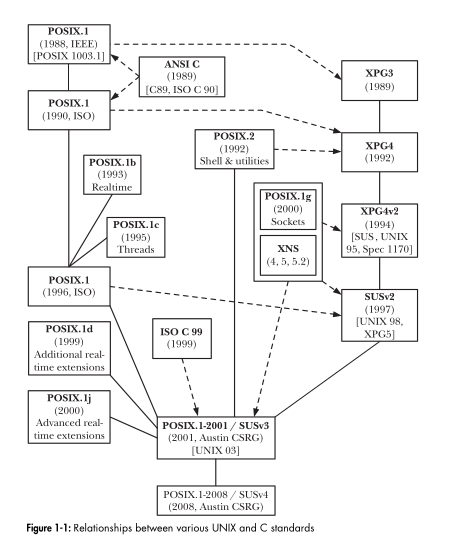 POSIX.1
(1988, IEEE)
[POSIX 1003.1]
ANSI C
(1989)
[C89, ISO C 90]
XPG3
(1989)
POSIX.1
(1990, ISO)
POSIX.2
(1992)
Shell & utilities
XPG4
(1992)
POSIX.1b
(1993)
Realtime
POSIX.1c
(1995)
Threads
POSIX.1g
(2000)
Sockets
XNS
(4, 5, 5.2)
XPG4v2
(1994)
[SUS, UNIX
95, Spec 1170]
POSIX.1
(1996, ISO)
SUSv2
(1997)
[UNIX 98,
XPG5]
POSIX.1d
(1999)
Additional real-
time extensions
ISO C 99
(1999)
POSIX.1j
(2000)
Advanced real-
time extensions
POSIX.1-2001 / SUSv3
(2001, Austin CSRG)
[UNIX 03]
POSIX.1-2008 / SUSv4
(2008, Austin CSRG)
Figure 1-1: Relationships between various UNIX and C standards